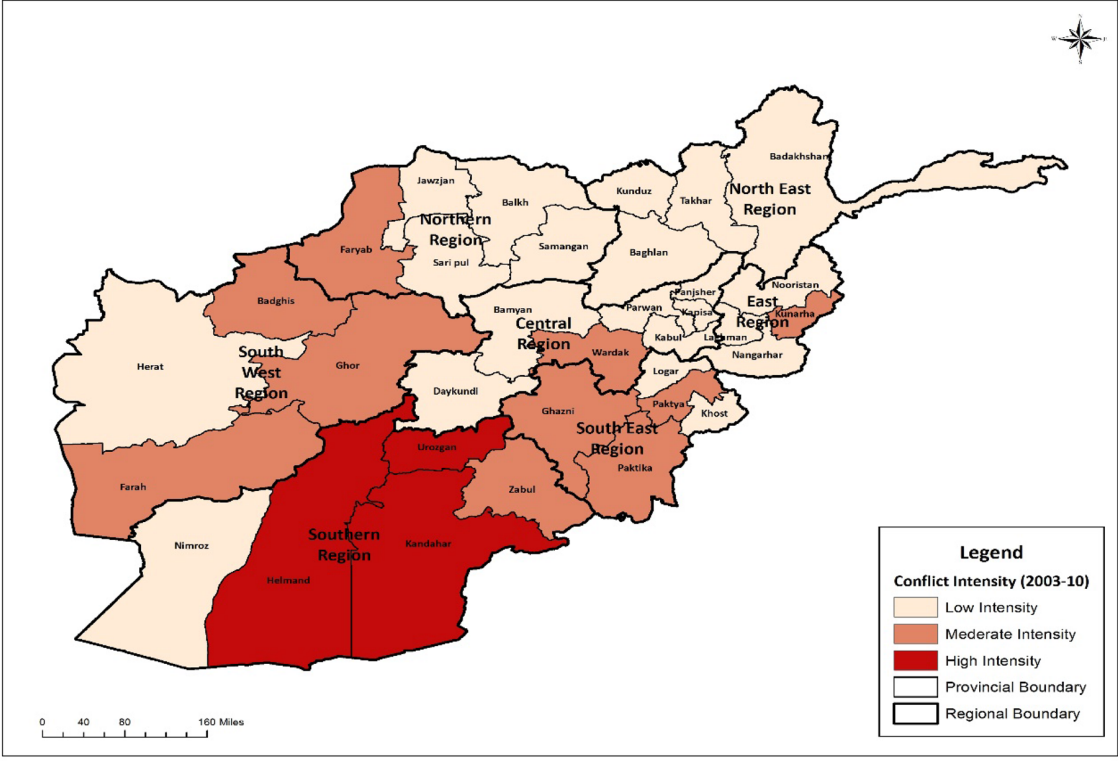 N
W
S
Badakhshan
Jawzjan
Kunduz
North East
Region
Takhar
Balkh
Northern
Region
Samangan
Faryab
Baghlan
Sari pul
Nooristan
Panjsher
Badghis
East
Region
Parwan
Kapisa
Kunarha
Bamyan
Central
Region
Kabul
Laghman
Wardak
Nangarhar
South
West
Region
Herat
Ghor
Logar
Daykundi
Paktya
Ghazni
Khost
South East
Region
Urozgan
Paktika
Farah
Zabul
Southern
Region
Nimroz
Kandahar
Helmand
Legend
Conflict Intensity (2003-10)
Low Intensity
Mederate Intensity
High Intensity
Provincial Boundary
Regional Boundary
0 40 80 160 Miles